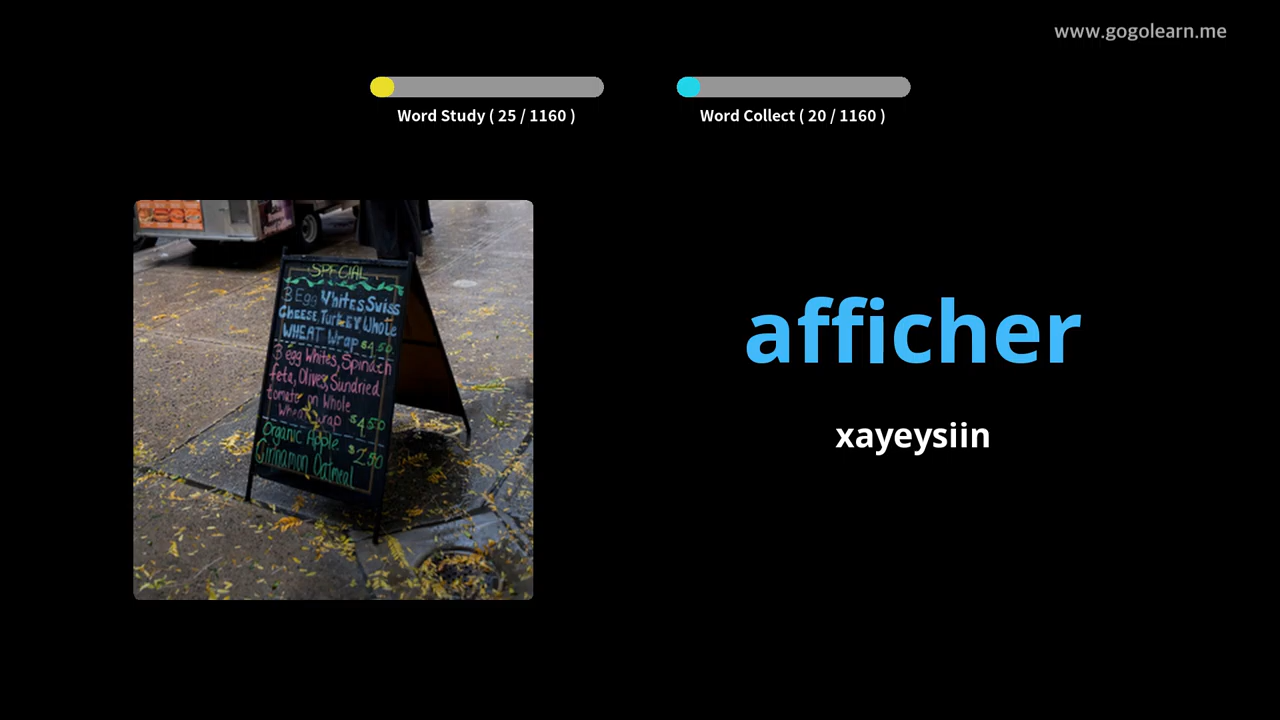 www.gogolearn.me
Word Study ( 25 / 1160 )
Word Collect ( 20 / 1160 )
SPECIAL
3 Egg Whites, Swiss
Cheese, Turkey Whole
WHEAT Wrap $4.50
3 egg Whites, Spinach
feta, Olives, Sundried
tomato on Whole
Wheat Wrap $4.50
Organic Apple
Cinnamon Oatmeal $2.50
afficher
xayeysiin